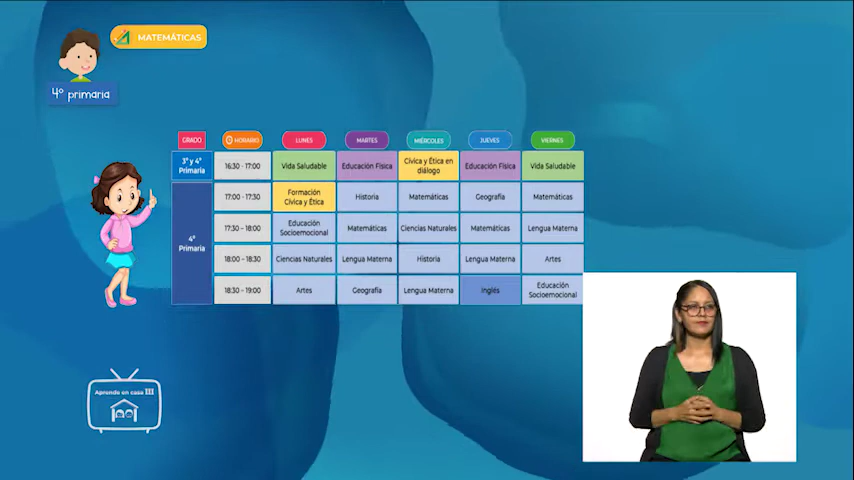 MATEMÁTICAS
4º primaria
GRADO HORARIO LUNES MARTES MIÉRCOLES JUEVES VIERNES
3° y 4° Primaria 16:30 - 17:00 Vida Saludable Educación Física Cívica y Ética en diálogo Educación Física Vida Saludable
4° Primaria
17:00 - 17:30 Formación Cívica y Ética Historia Matemáticas Geografía Matemáticas
17:30 - 18:00 Educación Socioemocional Matemáticas Ciencias Naturales Matemáticas Lengua Materna
18:00 - 18:30 Ciencias Naturales Lengua Materna Historia Lengua Materna Artes
18:30 - 19:00 Artes Geografía Lengua Materna Inglés Educación Socioemocional
Aprende en casa III